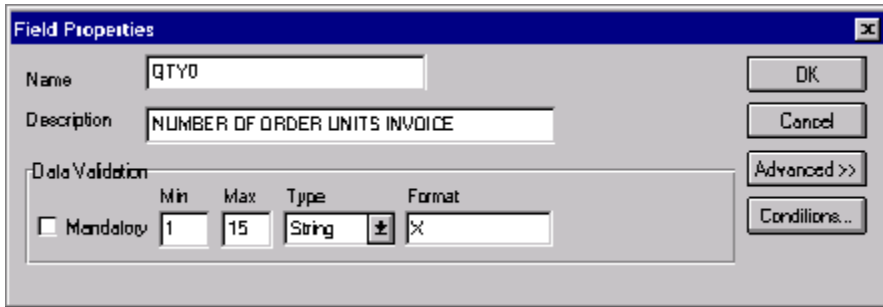 Field Properties
Name QTY0 OK
Description NUMBER OF ORDER UNITS INVOICE Cancel
Data Validation Advanced >>
Min Max Type Format
Mandatory 1 15 String X Conditions...